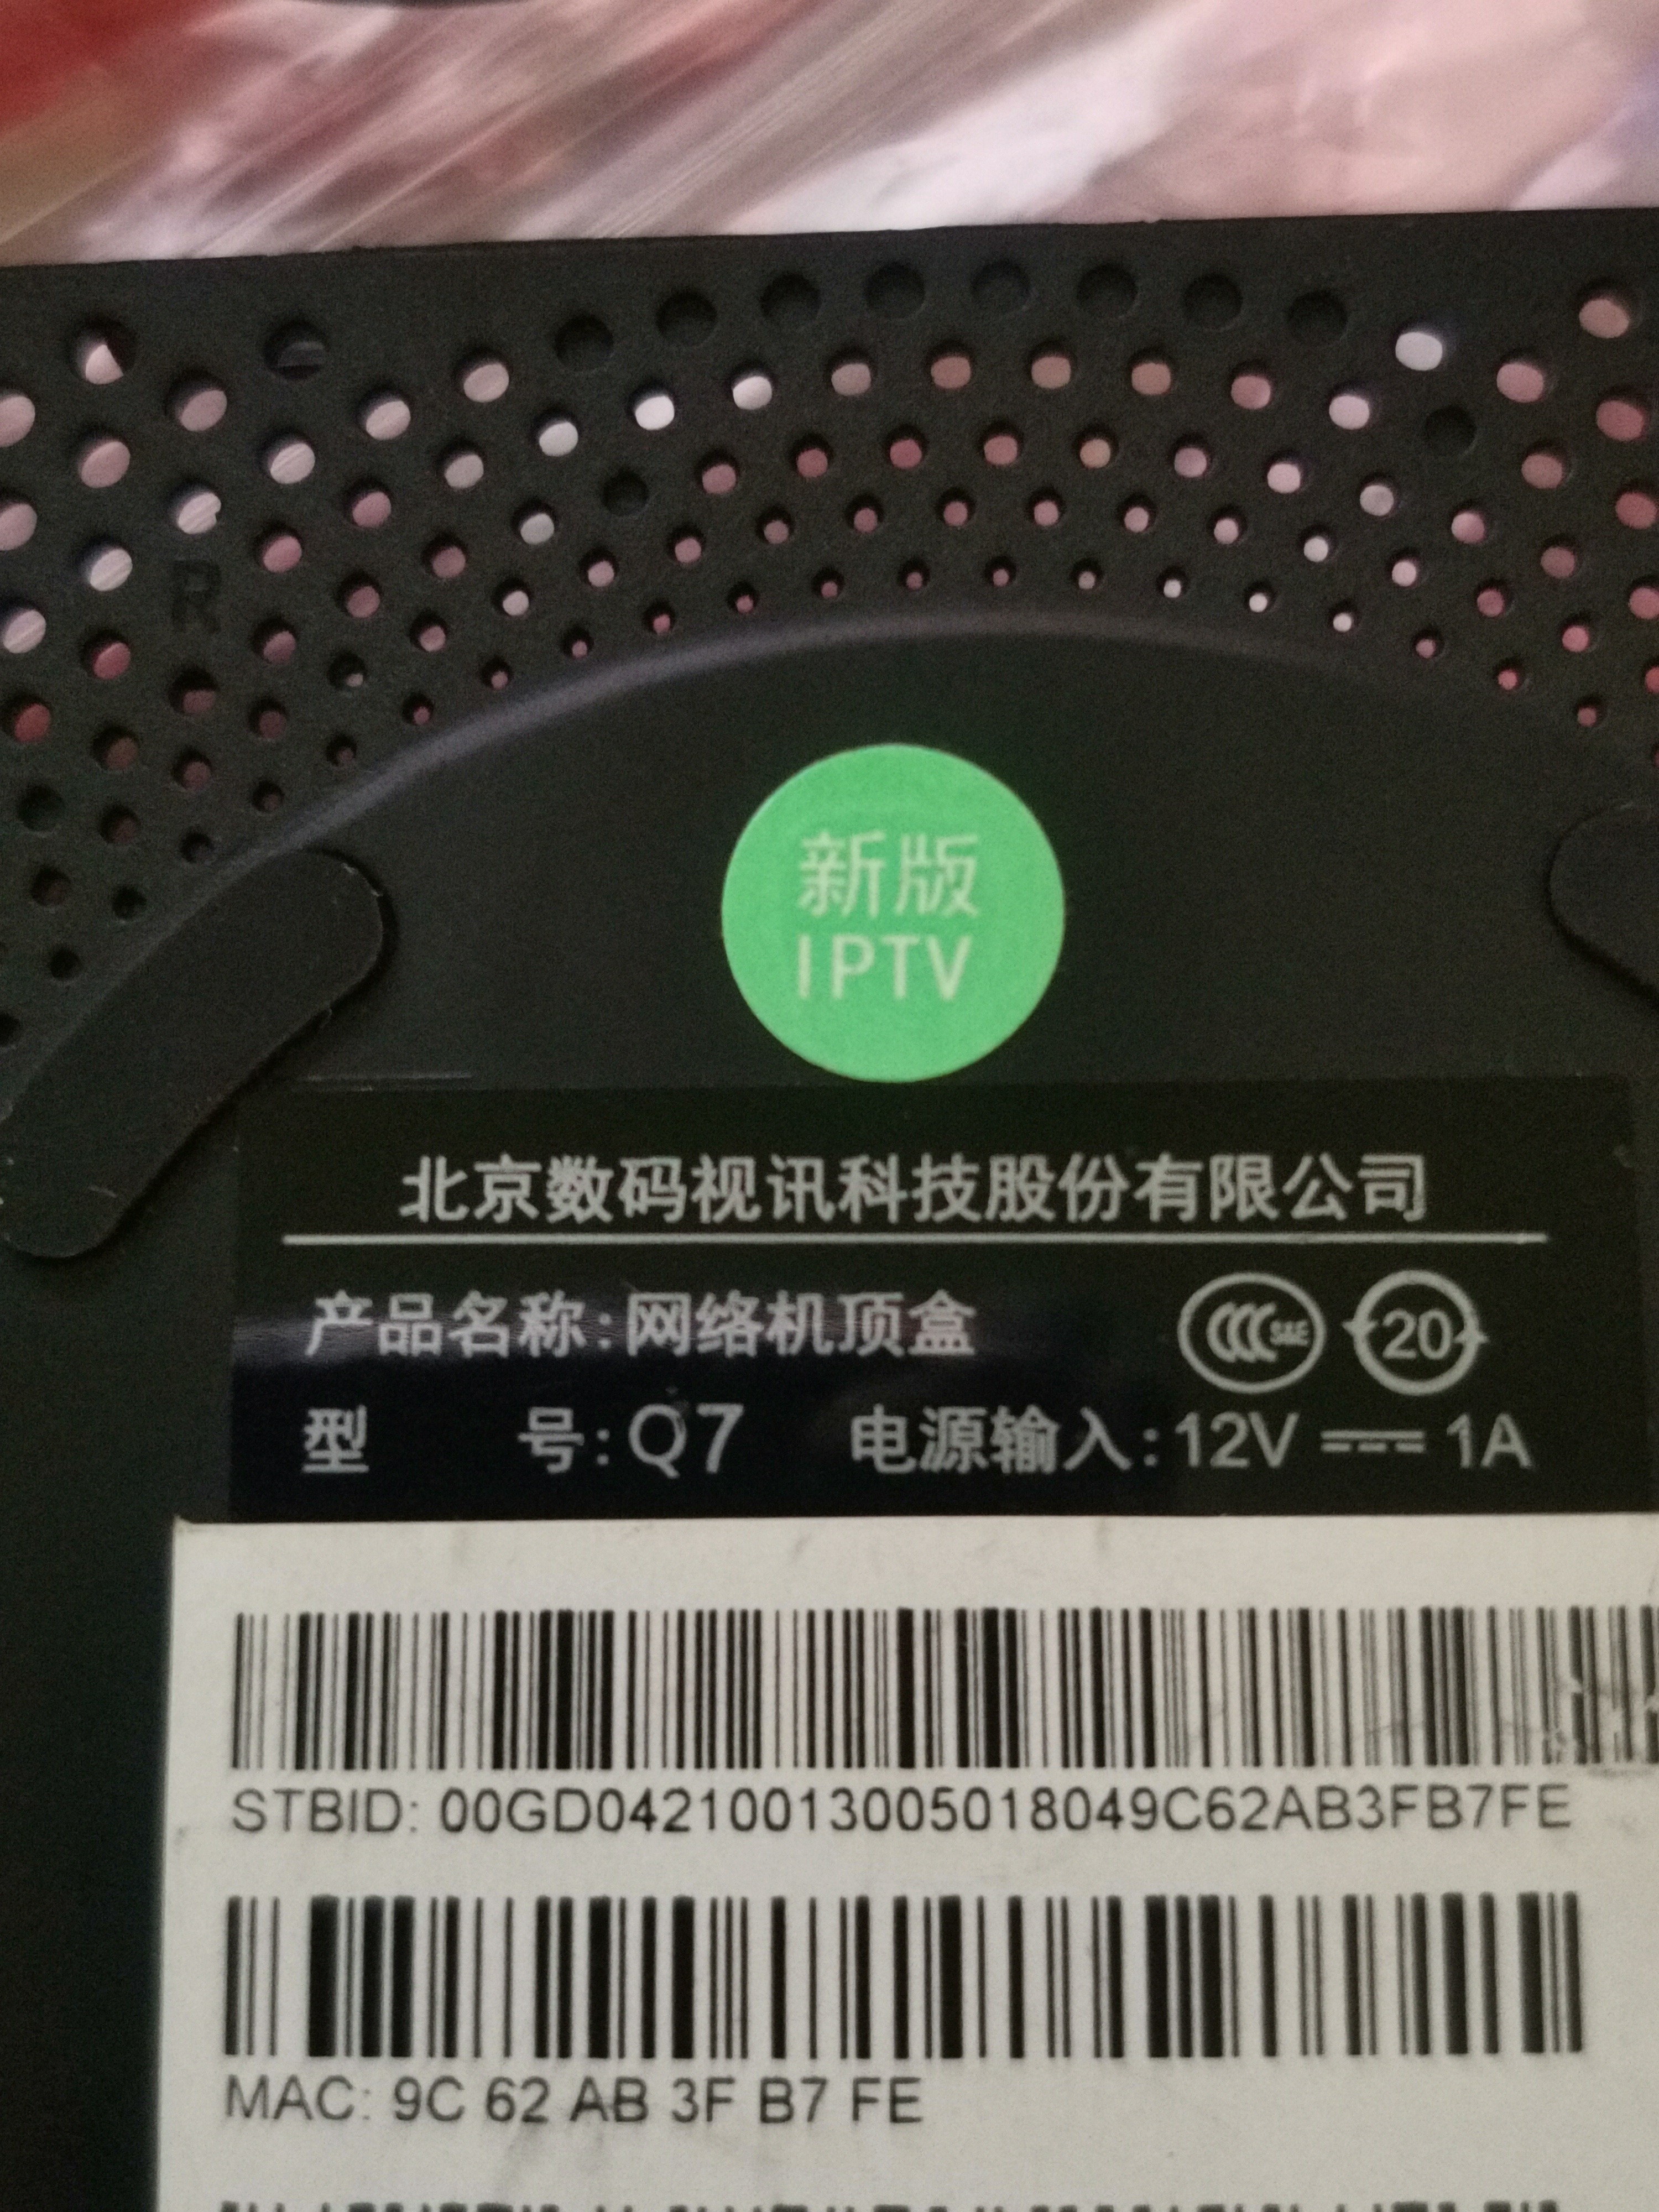 R
新版
IPTV
北京数码视讯科技股份有限公司
产品名称:网络机顶盒
CCC S&E 20
型 号:Q7 电源输入:12V 1A
STBID: 00GD04210013005018049C62AB3FB7FE
MAC: 9C 62 AB 3F B7 FE